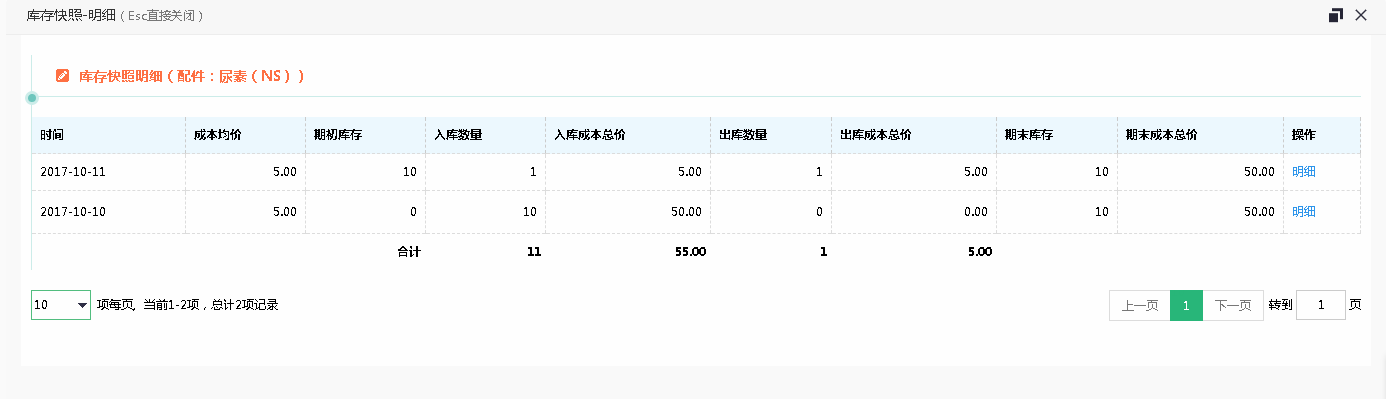 库存快照-明细（Esc直接关闭）
库存快照明细（配件：尿素（NS））
时间 成本均价 期初库存 入库数量 入库成本总价 出库数量 出库成本总价 期末库存 期末成本总价 操作
2017-10-11 5.00 10 1 5.00 1 5.00 10 50.00 明细
2017-10-10 5.00 0 10 50.00 0 0.00 10 50.00 明细
合计 11 55.00 1 5.00
10 项每页, 当前1-2项，总计2项记录 上一页 1 下一页 转到 1 页